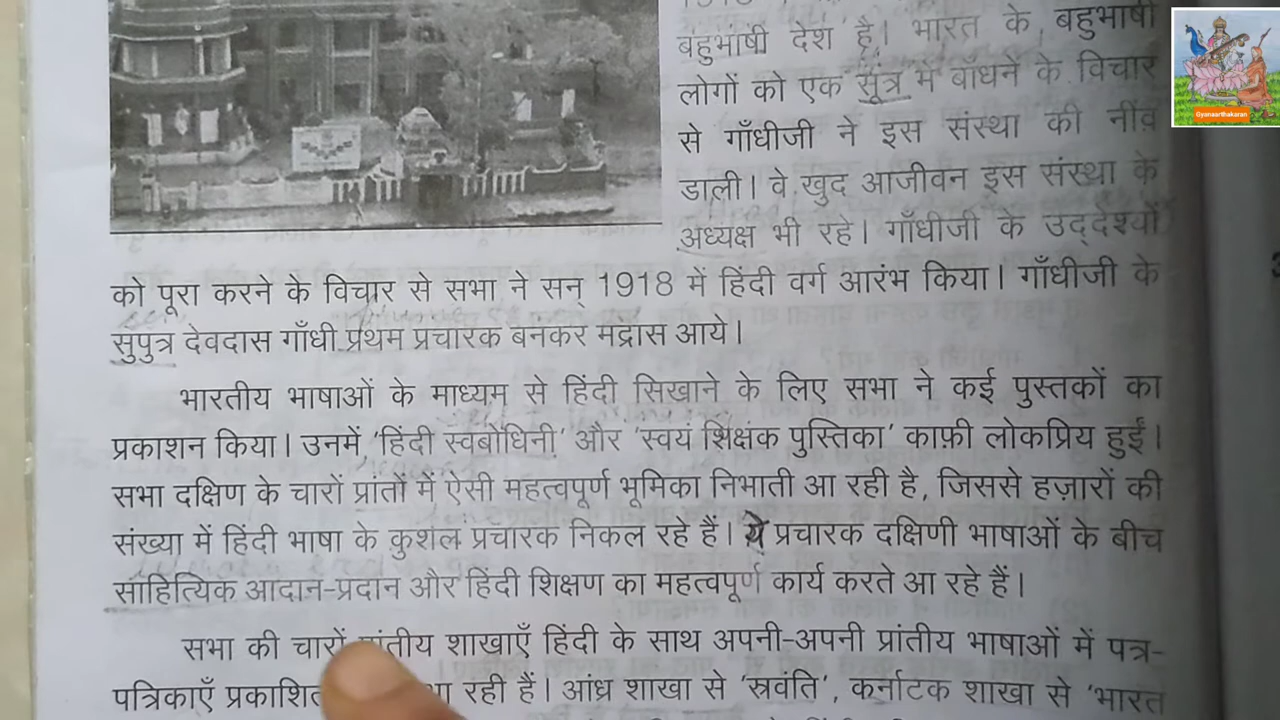 बहुभाषी देश है। भारत के बहुभाषी
लोगों को एक सूत्र में बाँधने के विचार
से गाँधीजी ने इस संस्था की नींव
डाली। वे खुद आजीवन इस संस्था के
अध्यक्ष भी रहे। गाँधीजी के उद्देश्यों
को पूरा करने के विचार से सभा ने सन् 1918 में हिंदी वर्ग आरंभ किया। गाँधीजी के
सुपुत्र देवदास गाँधी प्रथम प्रचारक बनकर मद्रास आये।
भारतीय भाषाओं के माध्यम से हिंदी सिखाने के लिए सभा ने कई पुस्तकों का
प्रकाशन किया। उनमें 'हिंदी स्वबोधिनी' और 'स्वयं शिक्षक पुस्तिका' काफ़ी लोकप्रिय हुईं।
सभा दक्षिण के चारों प्रांतों में ऐसी महत्वपूर्ण भूमिका निभाती आ रही है, जिससे हज़ारों की
संख्या में हिंदी भाषा के कुशल प्रचारक निकल रहे हैं। ये प्रचारक दक्षिणी भाषाओं के बीच
साहित्यिक आदान-प्रदान और हिंदी शिक्षण का महत्वपूर्ण कार्य करते आ रहे हैं।
सभा की चारों प्रांतीय शाखाएँ हिंदी के साथ अपनी-अपनी प्रांतीय भाषाओं में पत्र-
पत्रिकाएँ प्रकाशित रही हैं। आंध्र शाखा से 'स्रवंति', कर्नाटक शाखा से 'भारत
Gyanaarthakaran